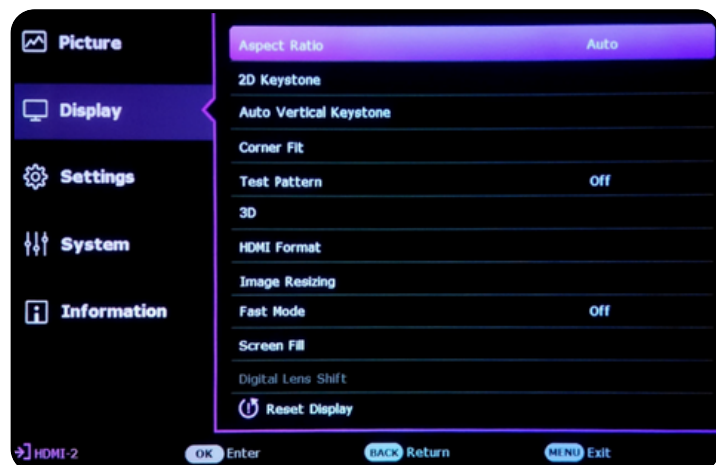 Picture
Display
Settings
System
Information
Aspect Ratio Auto
2D Keystone
Auto Vertical Keystone
Corner Fit
Test Pattern Off
3D
HDMI Format
Image Resizing
Fast Mode Off
Screen Fill
Digital Lens Shift
Reset Display
HDMI-2 OK Enter BACK Return MENU Exit